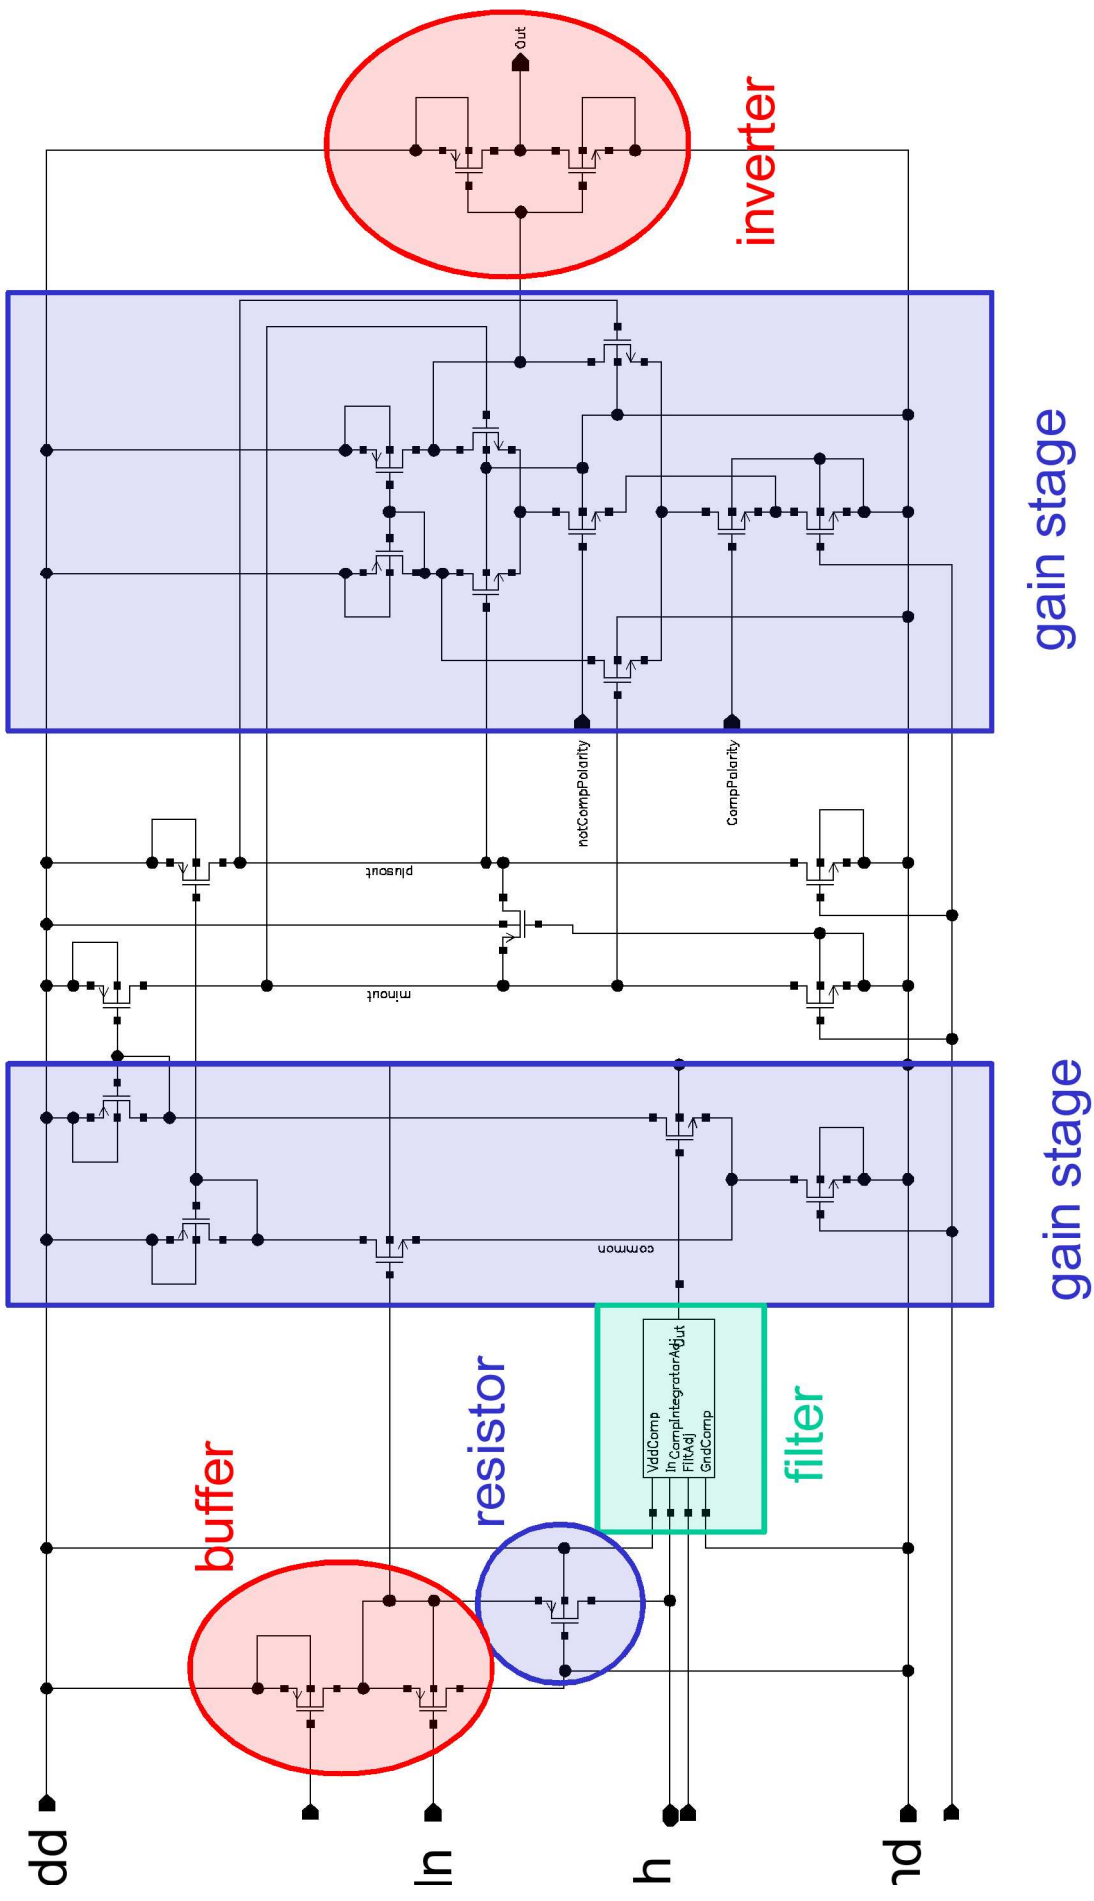 Out
inverter
gain stage
notCompPolarity
CompPolarity
plusout
minout
gain stage
common
filter
VddComp
In
CompIntegratorAdj
Out
FiltAdj
GndComp
resistor
buffer
dd
In
h
nd